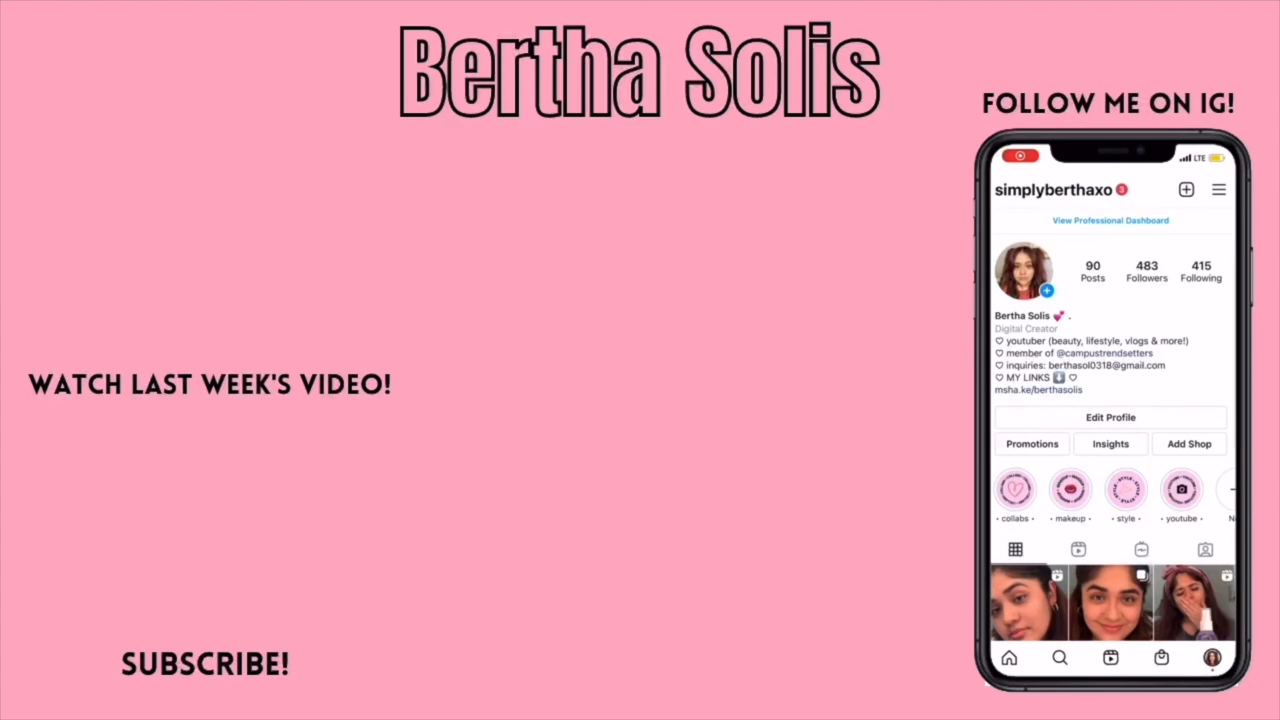 Bertha Solis
FOLLOW ME ON IG!
LTE
simplyberthaxo 3
View Professional Dashboard
90 483 415
Posts Followers Following
Bertha Solis 💕 .
Digital Creator
♡ youtuber (beauty, lifestyle, vlogs & more!)
♡ member of @campustrendsetters
♡ inquiries: berthasol0318@gmail.com
♡ MY LINKS ⬇️ ♡
msha.ke/berthasolis
Edit Profile
Promotions Insights Add Shop
• collabs • • makeup • • style • • youtube •
WATCH LAST WEEK'S VIDEO!
SUBSCRIBE!